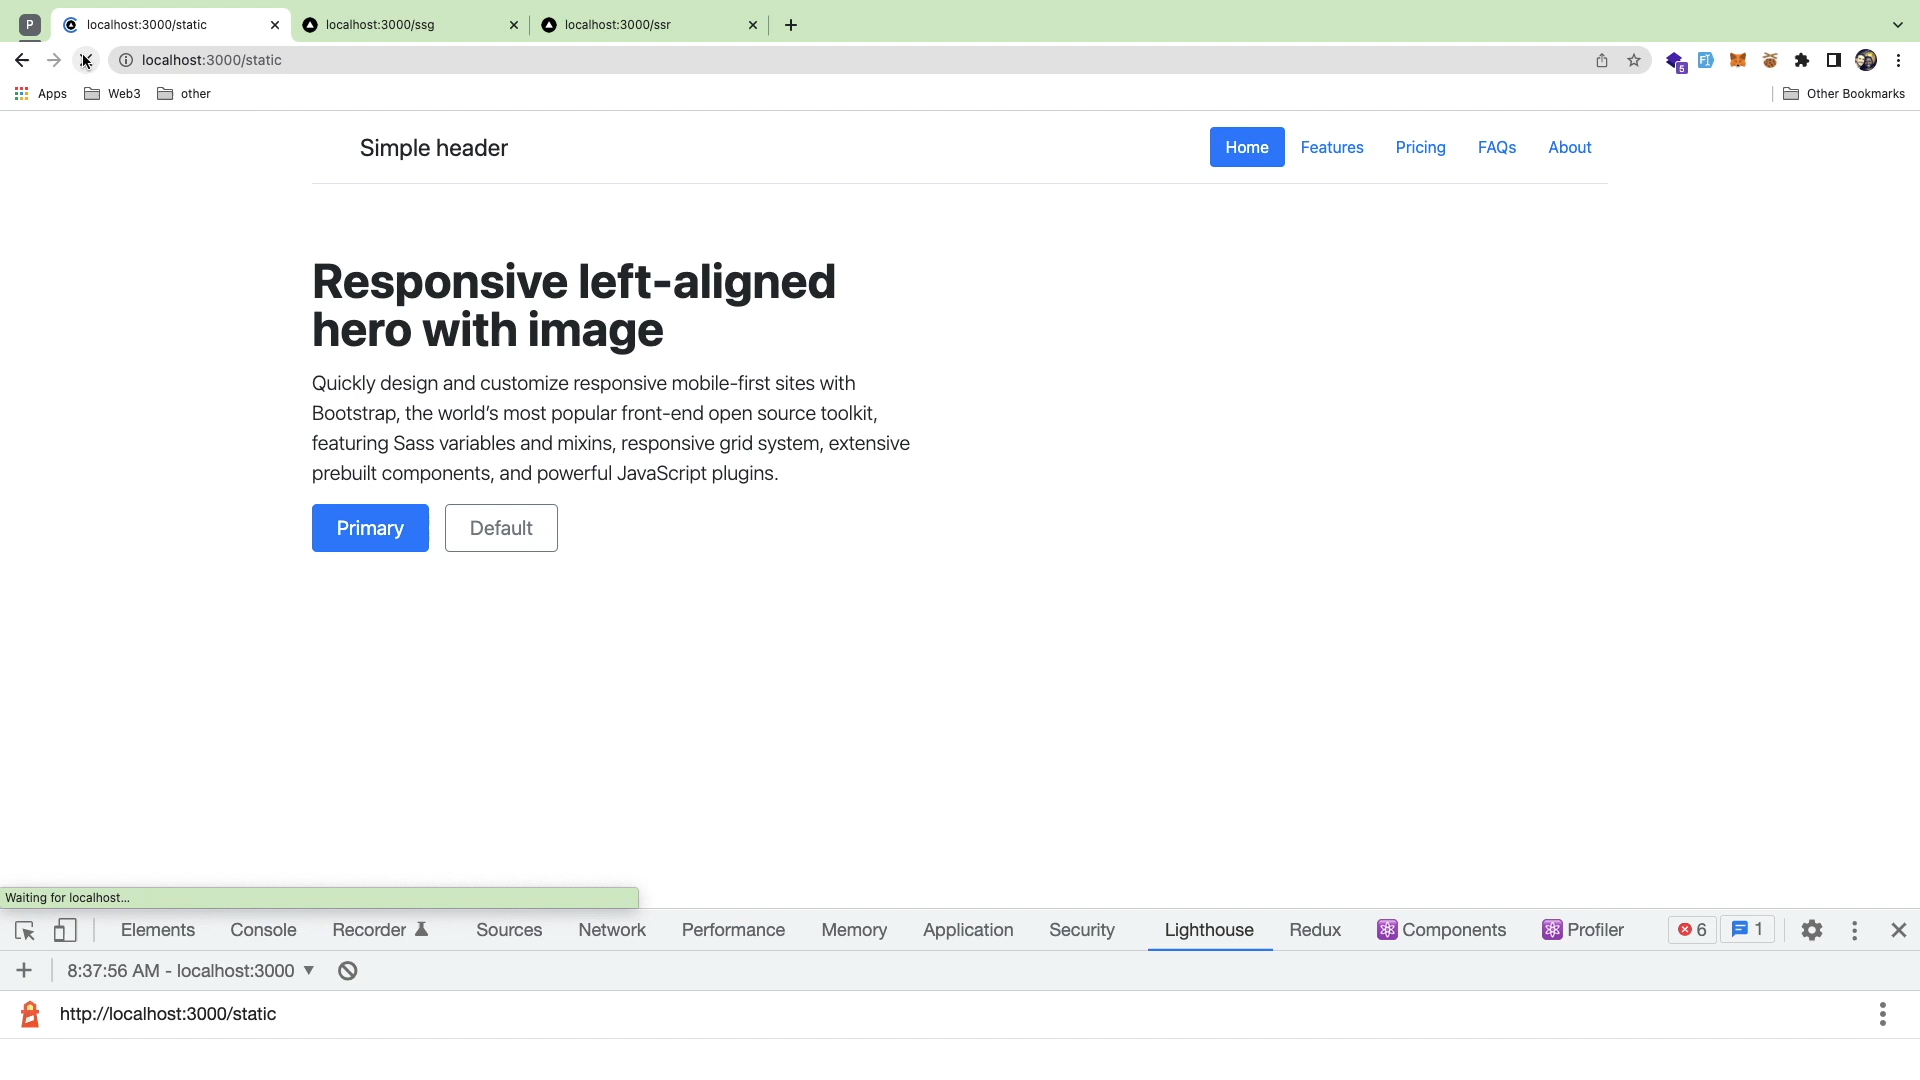 P localhost:3000/static localhost:3000/ssg localhost:3000/ssr
localhost:3000/static 5
Apps Web3 other Other Bookmarks
Simple header Home Features Pricing FAQs About
Responsive left-aligned
hero with image
Quickly design and customize responsive mobile-first sites with
Bootstrap, the world's most popular front-end open source toolkit,
featuring Sass variables and mixins, responsive grid system, extensive
prebuilt components, and powerful JavaScript plugins.
Primary Default
Waiting for localhost...
Elements Console Recorder Sources Network Performance Memory Application Security Lighthouse Redux Components Profiler 6 1
8:37:56 AM - localhost:3000
http://localhost:3000/static